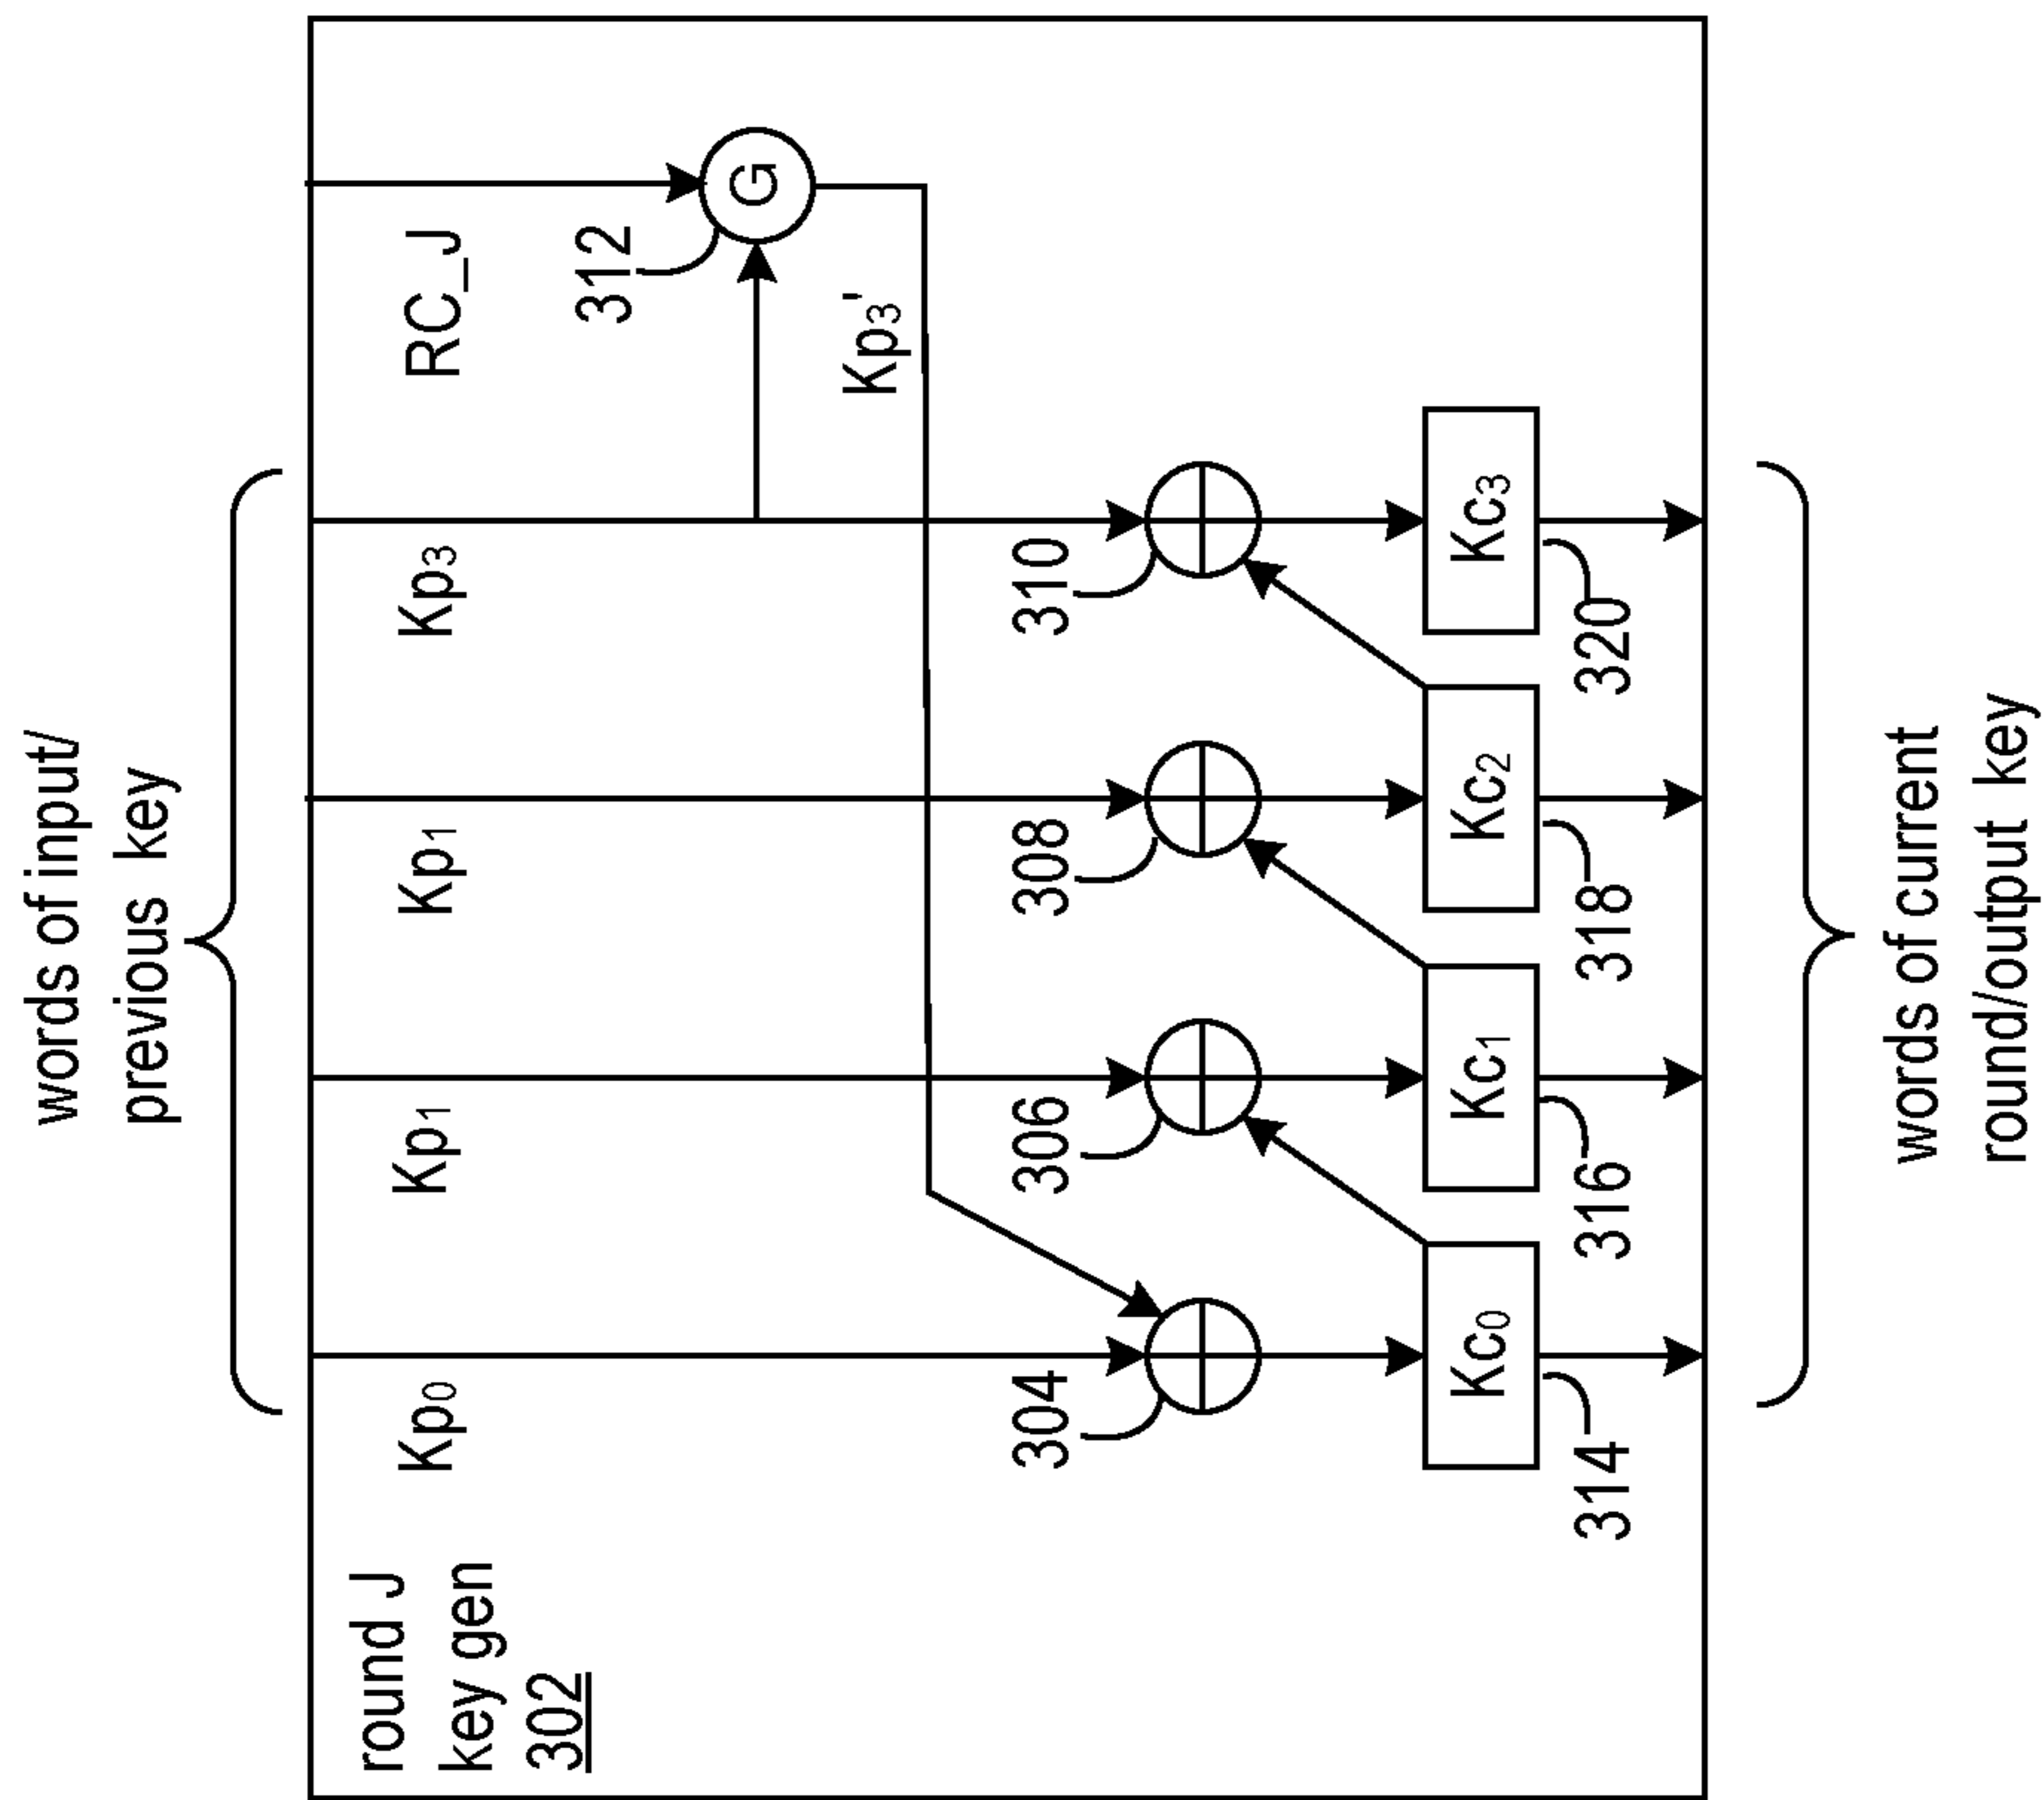 words of input/
previous key
round J
key gen
302
Kp0
Kp1
Kp1
Kp3
RC_J
312
G
Kp3'
304
306
308
310
Kc0
Kc1
Kc2
Kc3
314
316
318
320
words of current
round/output key